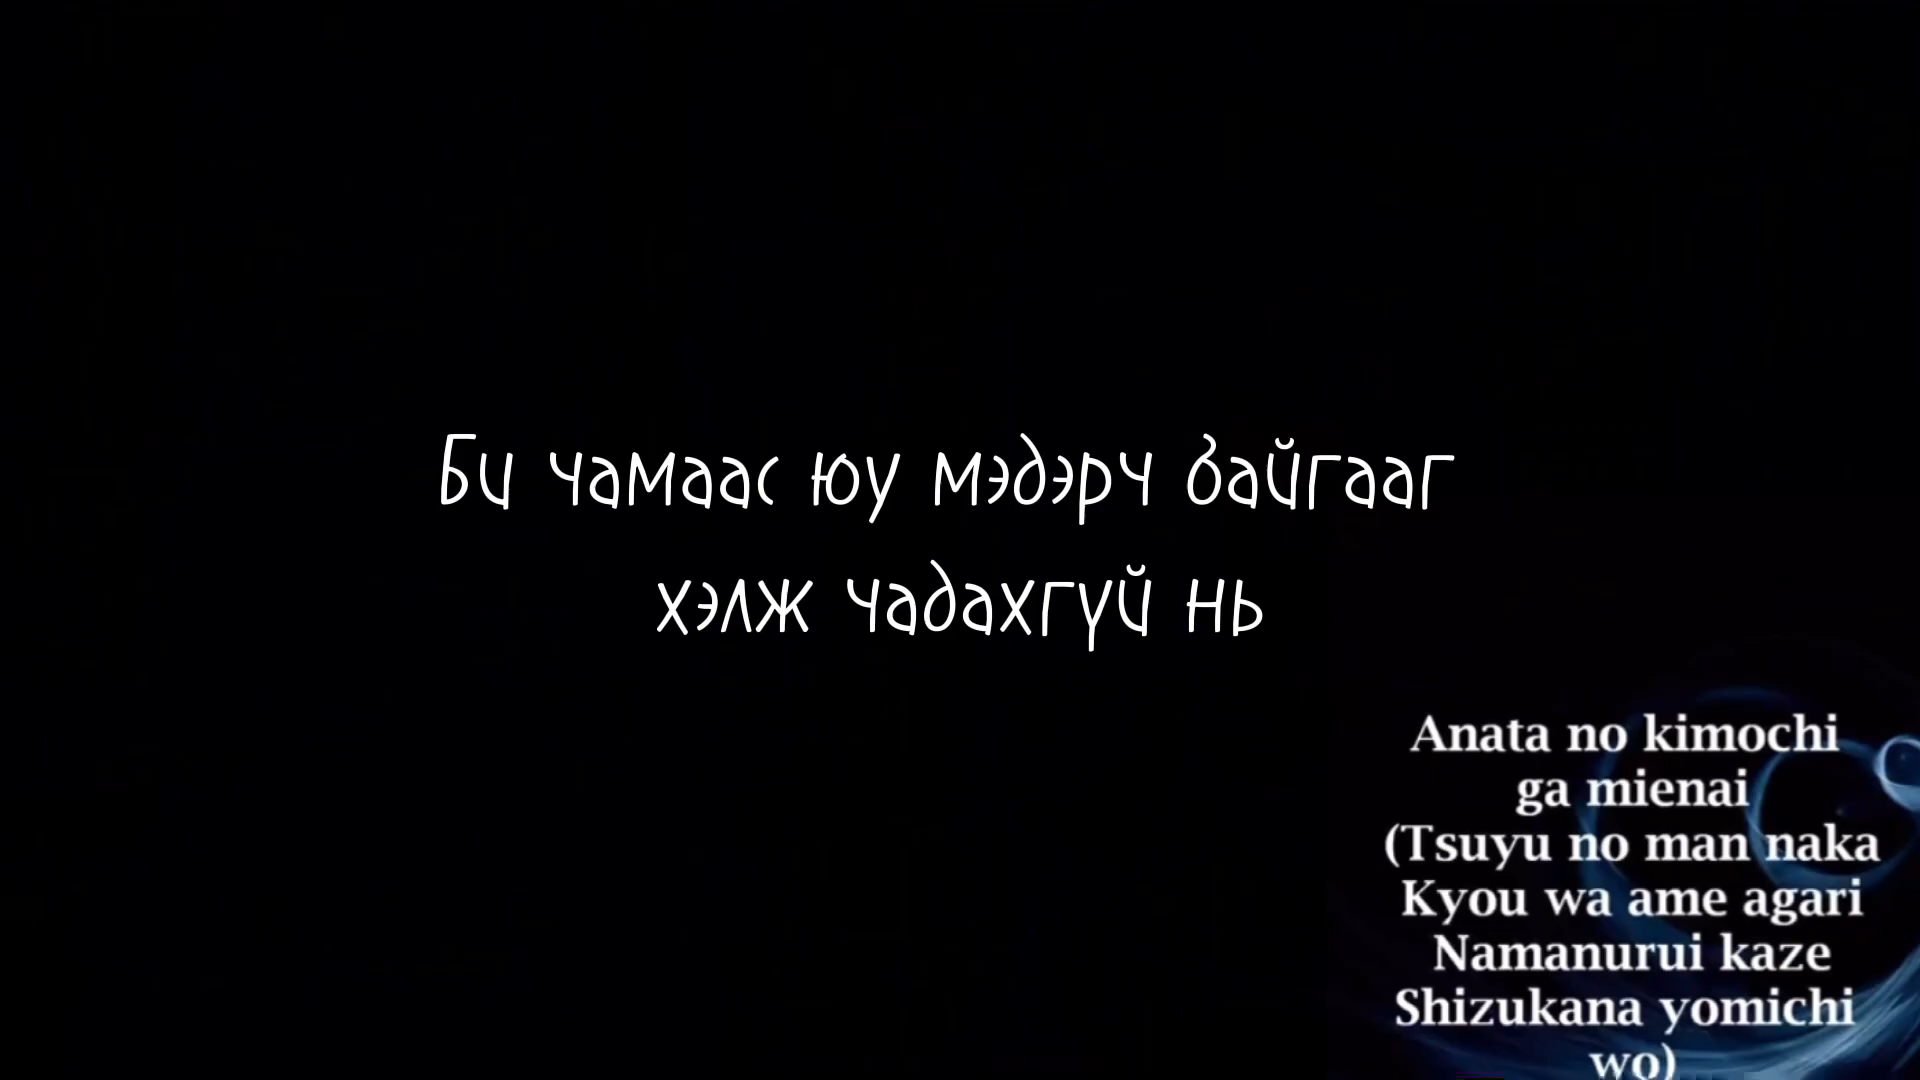 Би чамаас юу мэдэрч байгааг
хэлж чадахгүй нь
Anata no kimochi
ga mienai
(Tsuyu no man naka
Kyou wa ame agari
Namanurui kaze
Shizukana yomichi
wo)